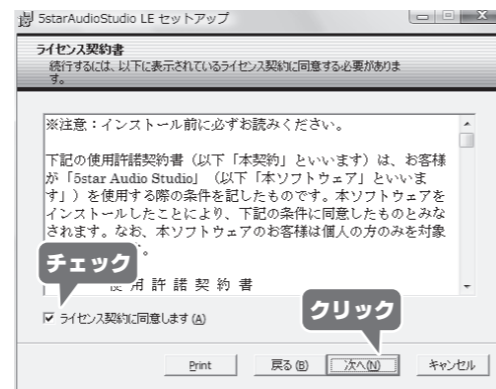 5starAudioStudio LE セットアップ
ライセンス契約書
続行するには、以下に表示されているライセンス契約に同意する必要がありま
す。
※注意：インストール前に必ずお読みください。
下記の使用許諾契約書（以下「本契約」といいます）は、お客様
が「5star Audio Studio」（以下「本ソフトウェア」といいま
す」）を使用する際の条件を記したものです。本ソフトウェアを
インストールしたことにより、下記の条件に同意したものとみな
されます。なお、本ソフトウェアのお客様は個人の方のみを対象
す。
チェック
使 用 許 諾 契 約 書
クリック
ライセンス契約に同意します (A)
Print
戻る (B)
次へ(N)
キャンセル